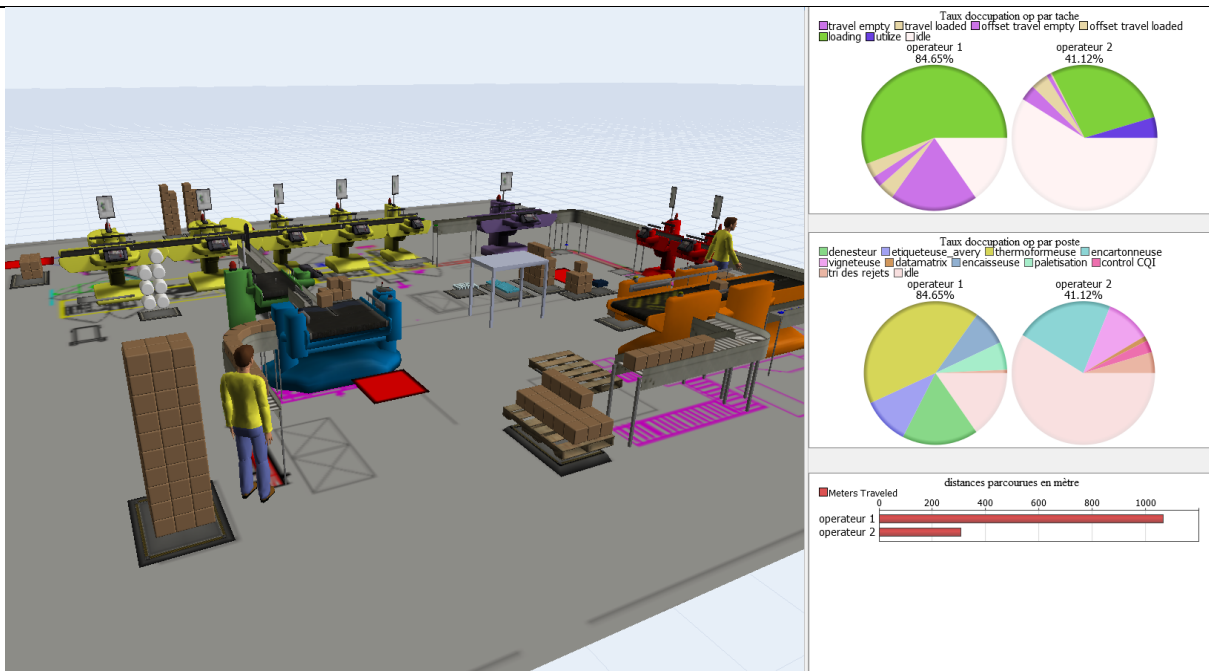 Taux doccupation op par tache
travel empty travel loaded offset travel empty offset travel loaded
loading utilize idle
operateur 1 operateur 2
84.65% 41.12%
Taux doccupation op par poste
denesteur etiqueteuse_avery thermoformeuse encartonneuse
vigneteuse datamatrix encaisseuse paletisation control CQI
tri des rejets idle
operateur 1 operateur 2
84.65% 41.12%
distances parcourues en mètre
Meters Traveled
0 200 400 600 800 1000
operateur 1
operateur 2